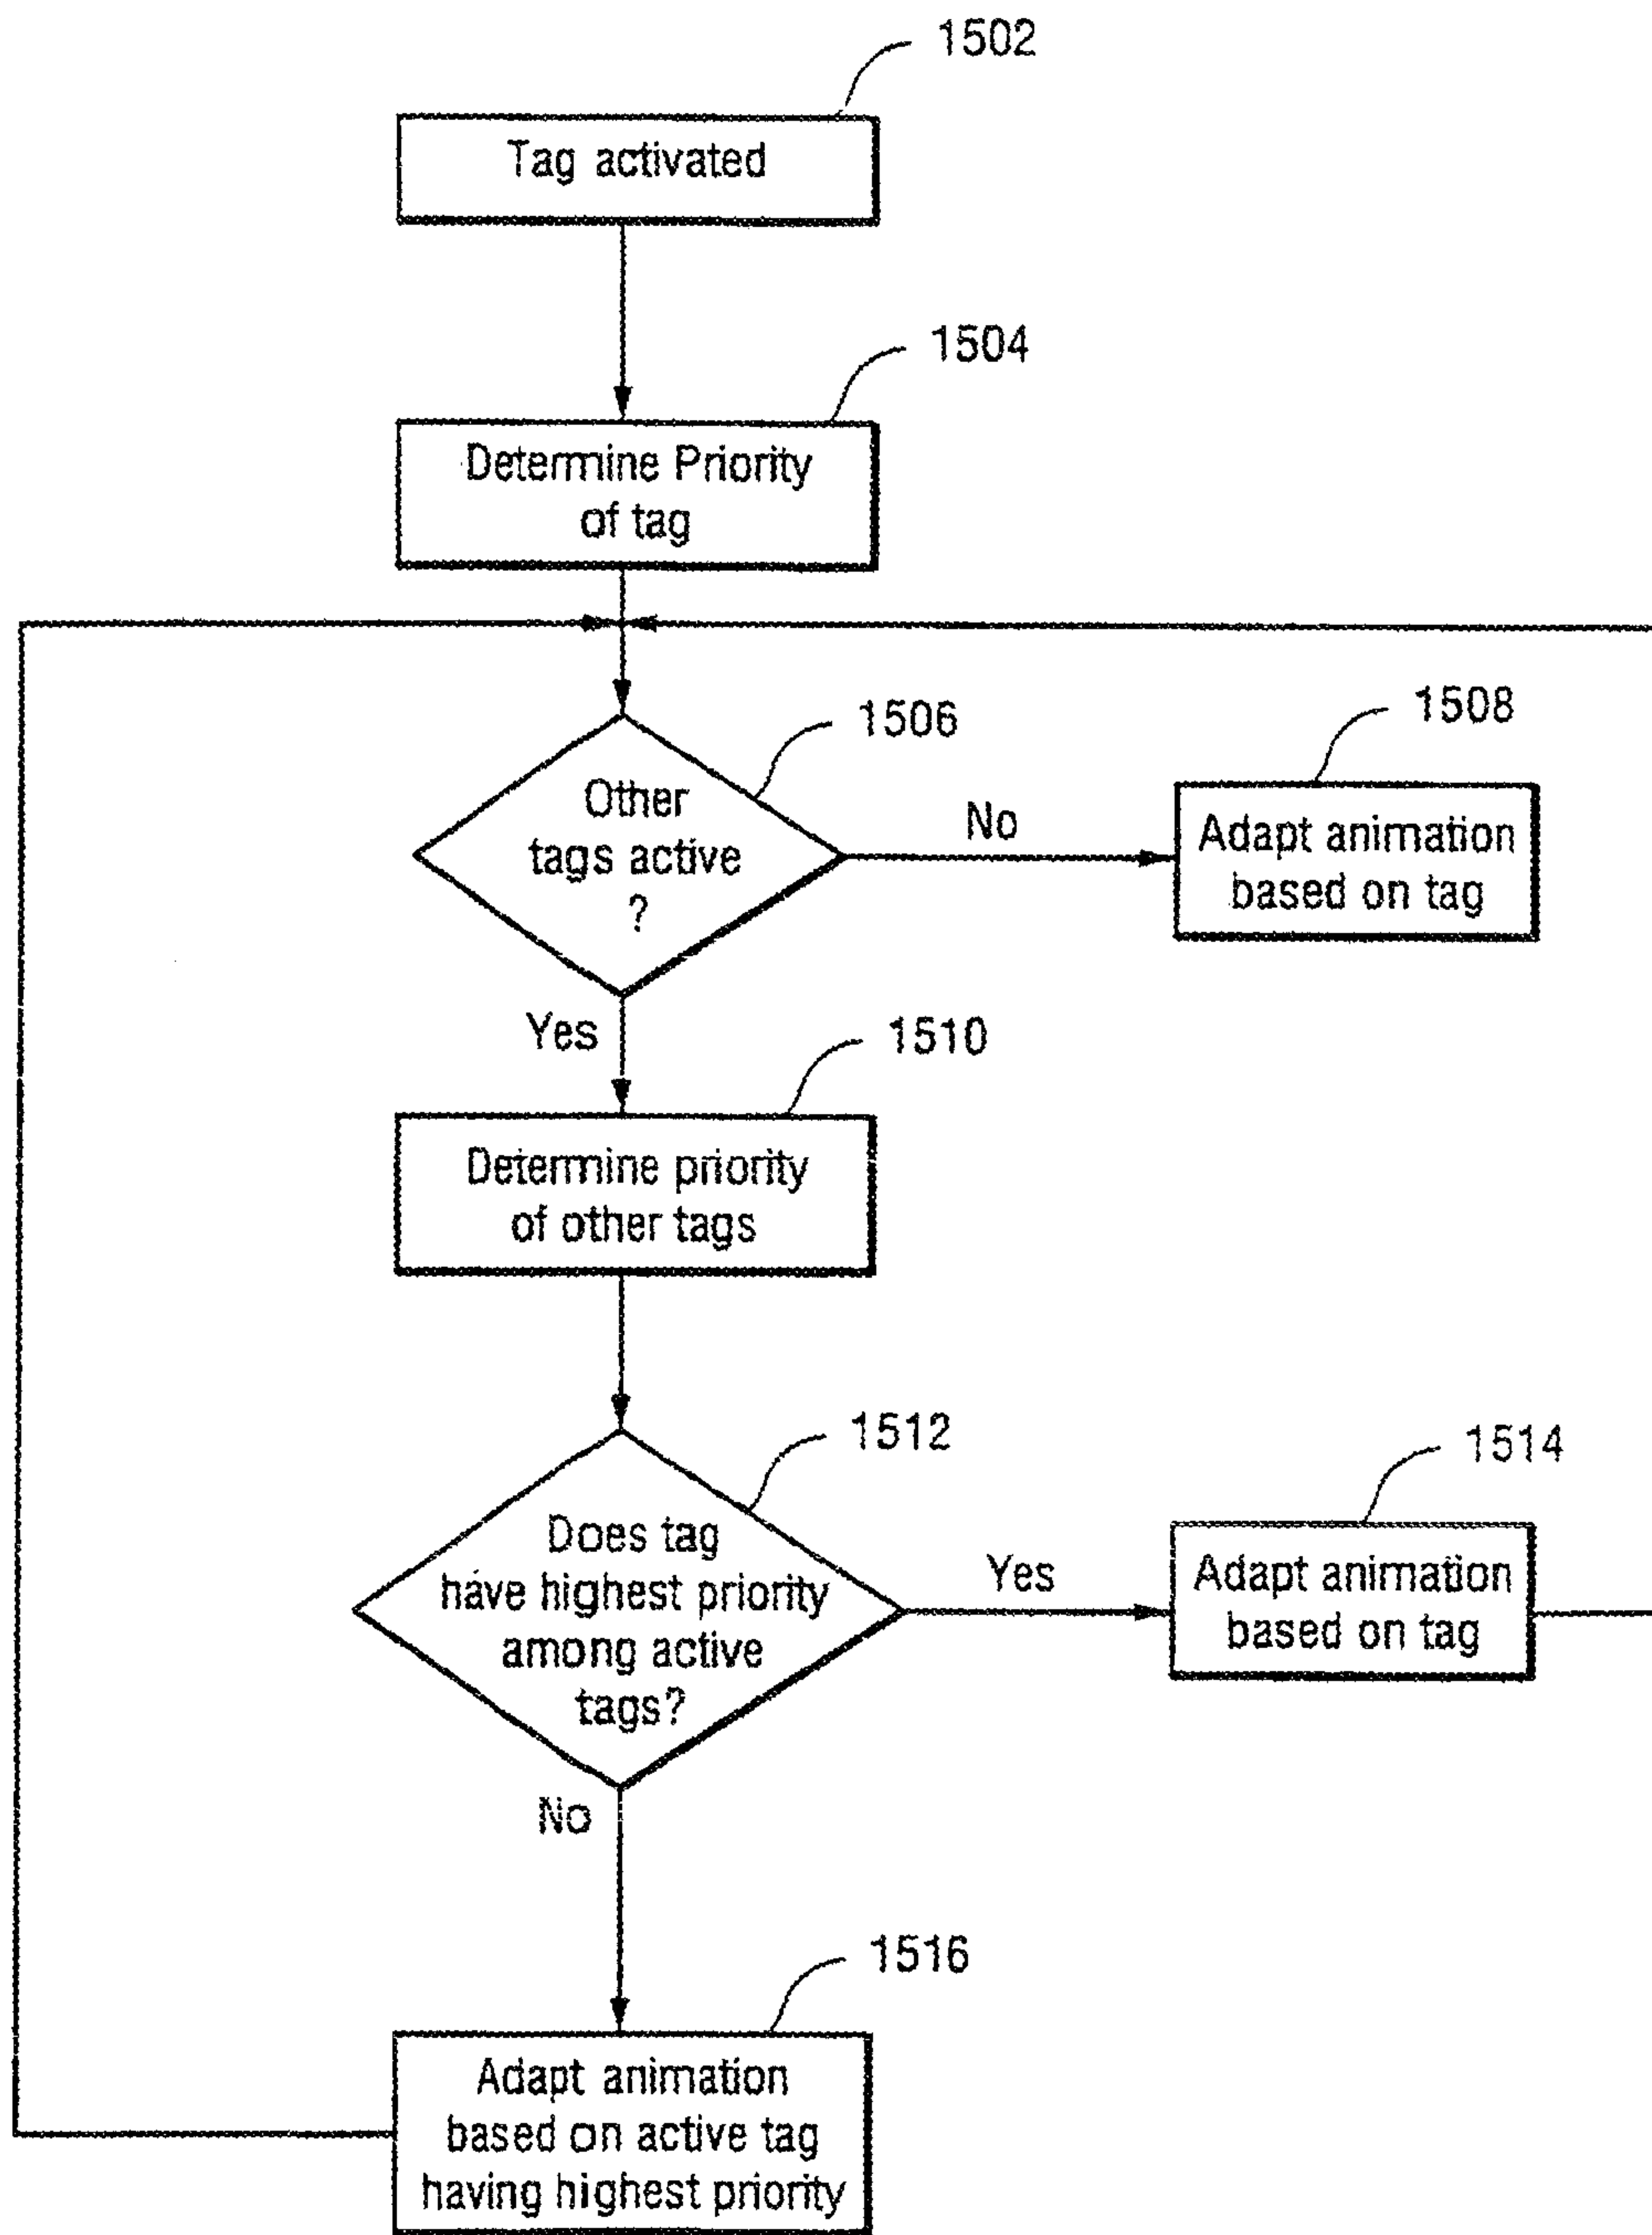 1502
Tag activated
1504
Determine Priority
of tag
1506
Other
tags active
?
No
1508
Adapt animation
based on tag
Yes
1510
Determine priority
of other tags
1512
Does tag
have highest priority
among active
tags?
Yes
1514
Adapt animation
based on tag
No
1516
Adapt animation
based on active tag
having highest priority